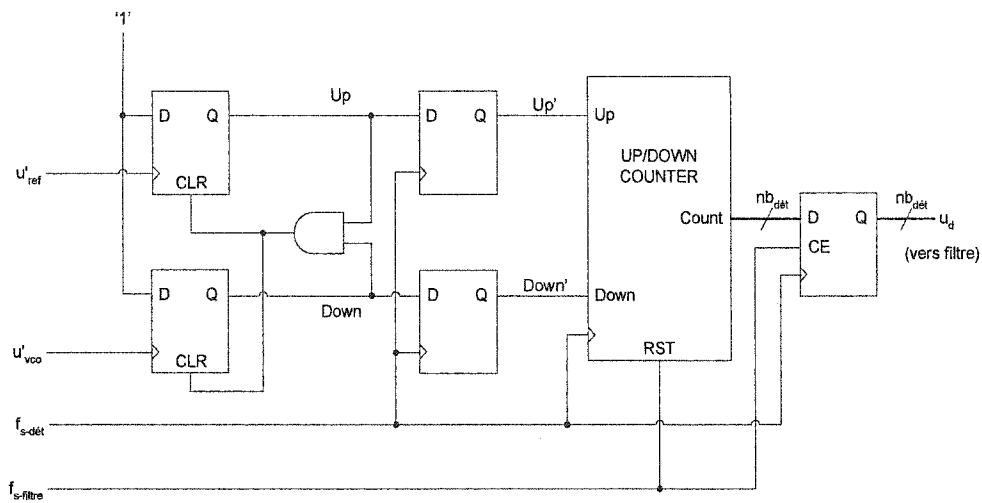 '1'
D Q
u'ref
CLR
Up
D Q
Up'
Up
UP/DOWN
COUNTER
Count
nbdét
D Q
CE
nbdét
ud
(vers filtre)
D Q
u'vco
CLR
Down
D Q
Down'
Down
RST
fs-dét
fs-filtre